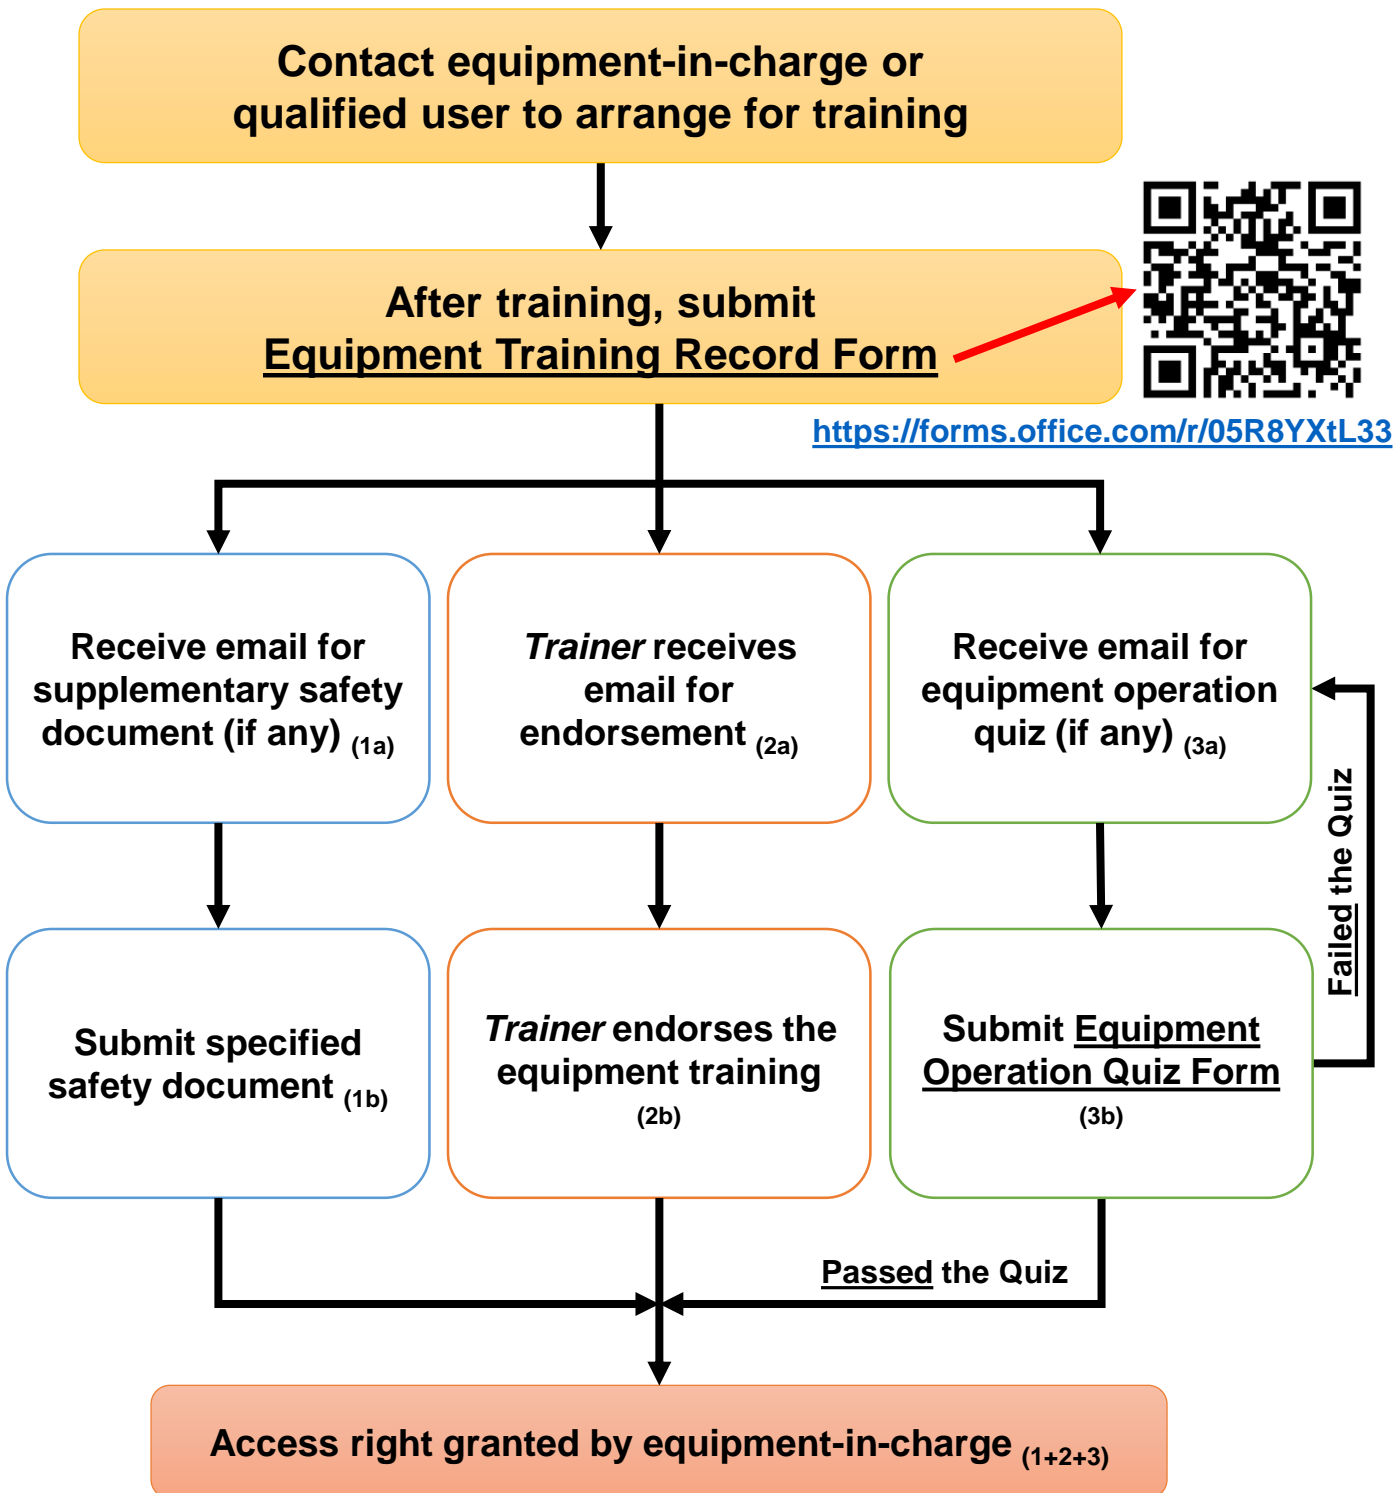 Contact equipment-in-charge or
qualified user to arrange for training
After training, submit
Equipment Training Record Form
https://forms.office.com/r/05R8YXtL33
Receive email for
supplementary safety
document (if any) (1a)
Trainer receives
email for
endorsement (2a)
Receive email for
equipment operation
quiz (if any) (3a)
Failed the Quiz
Submit specified
safety document (1b)
Trainer endorses the
equipment training
(2b)
Submit Equipment
Operation Quiz Form
(3b)
Passed the Quiz
Access right granted by equipment-in-charge (1+2+3)